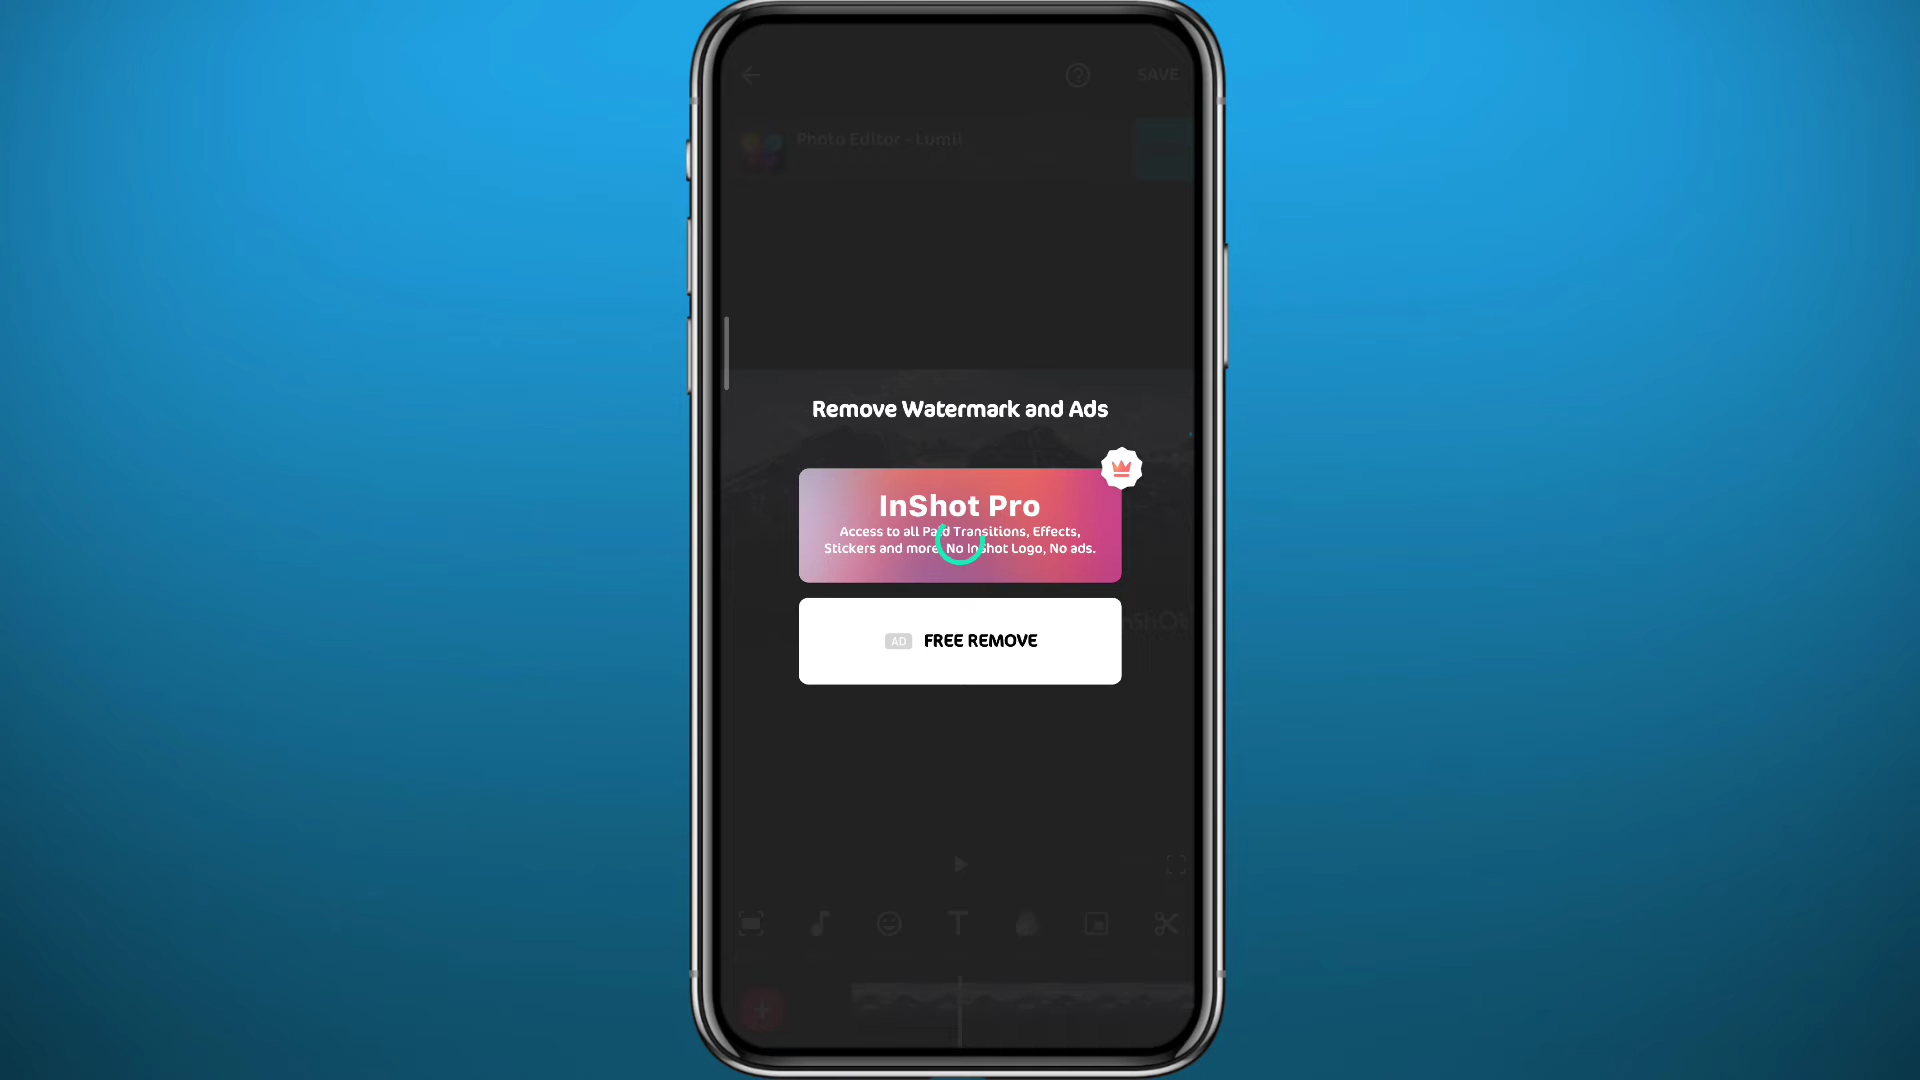 SAVE
Photo Editor - Lumii
Remove Watermark and Ads
InShot Pro
Access to all Paid Transitions, Effects,
Stickers and more. No InShot Logo, No ads.
AD FREE REMOVE